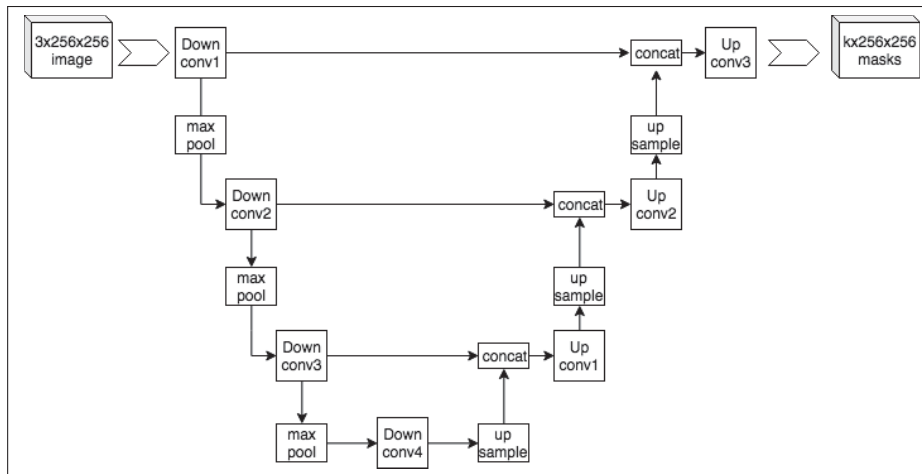 3x256x256
image
Down
conv1
concat
Up
conv3
kx256x256
masks
max
pool
up
sample
Down
conv2
concat
Up
conv2
max
pool
up
sample
Down
conv3
concat
Up
conv1
max
pool
Down
conv4
up
sample